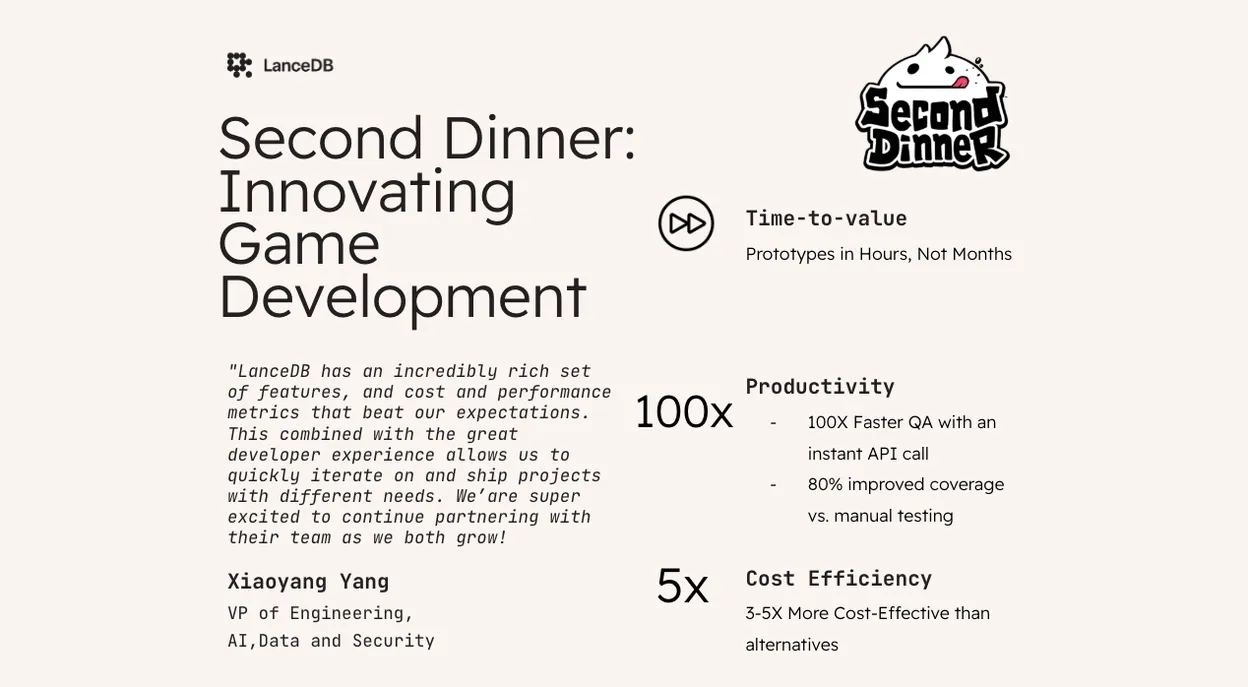 LanceDB
Second Dinner:
Innovating
Game
Development
"LanceDB has an incredibly rich set
of features, and cost and performance
metrics that beat our expectations.
This combined with the great
developer experience allows us to
quickly iterate on and ship projects
with different needs. We’are super
excited to continue partnering with
their team as we both grow!
Xiaoyang Yang
VP of Engineering,
AI,Data and Security
Second
Dinner
Time-to-value
Prototypes in Hours, Not Months
100x
Productivity
- 100X Faster QA with an
instant API call
- 80% improved coverage
vs. manual testing
5x
Cost Efficiency
3-5X More Cost-Effective than
alternatives